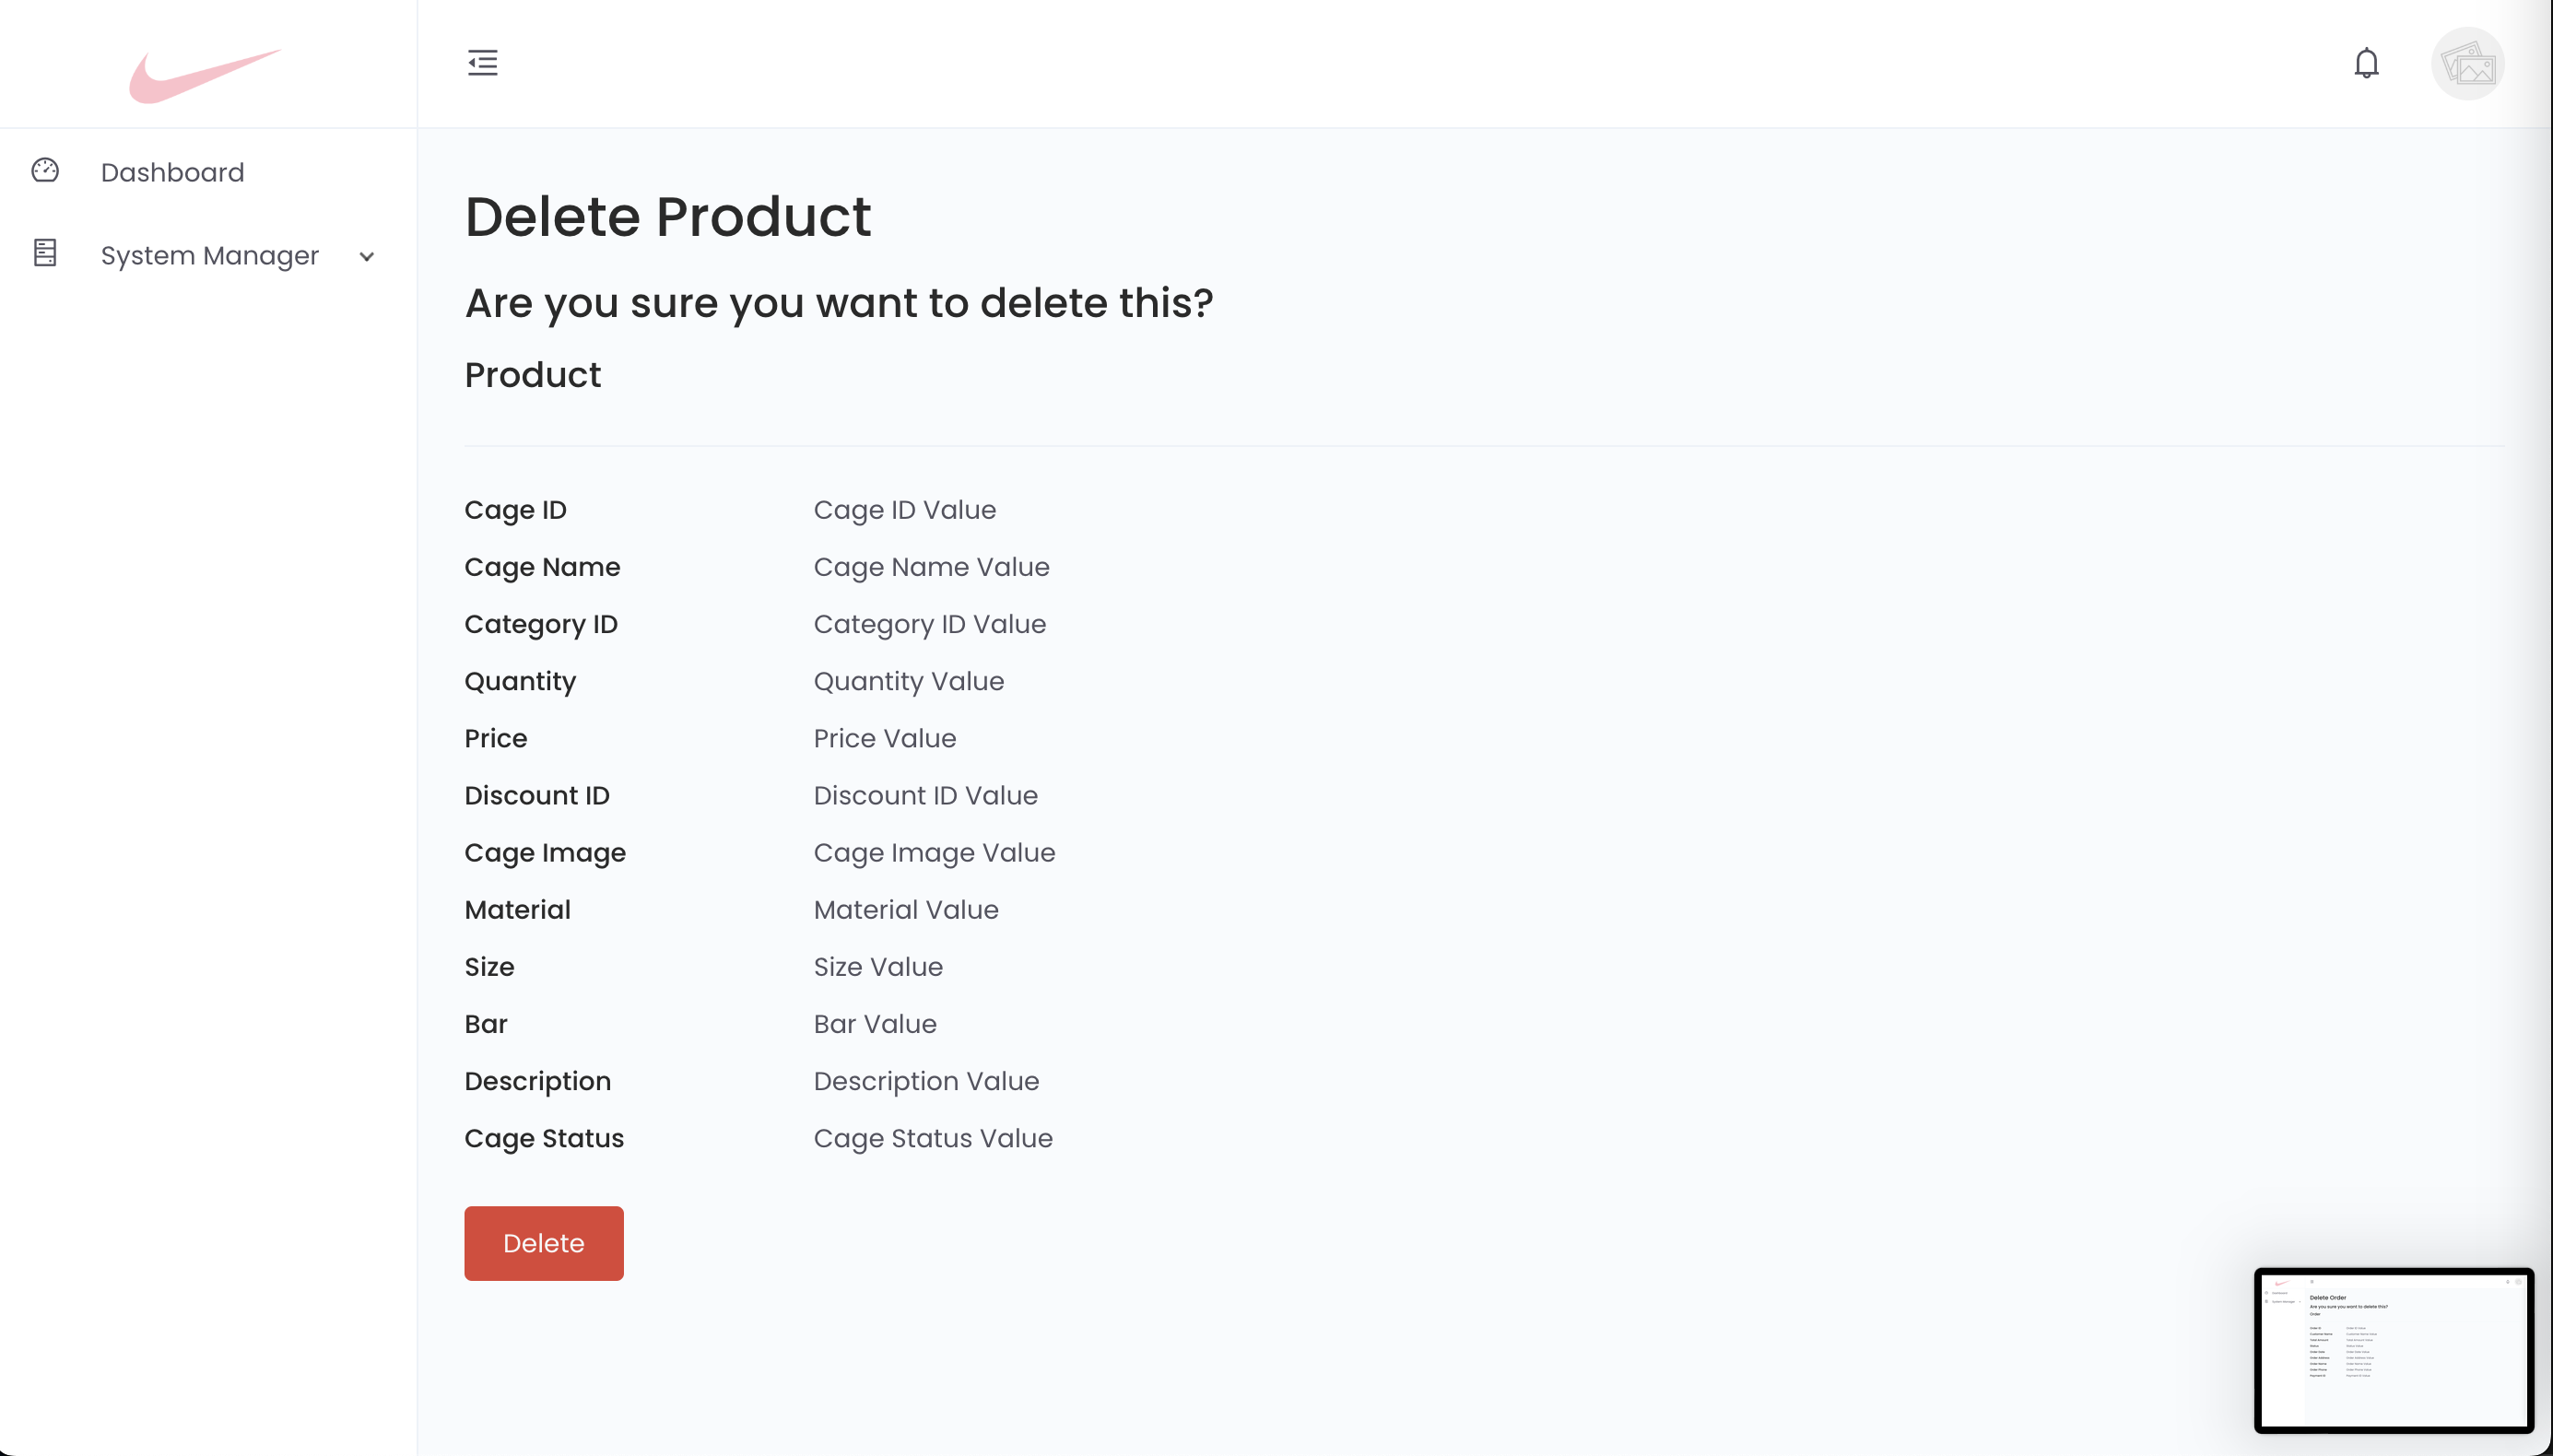 Dashboard
System Manager
Delete Product
Are you sure you want to delete this?
Product
Cage ID Cage ID Value
Cage Name Cage Name Value
Category ID Category ID Value
Quantity Quantity Value
Price Price Value
Discount ID Discount ID Value
Cage Image Cage Image Value
Material Material Value
Size Size Value
Bar Bar Value
Description Description Value
Cage Status Cage Status Value
Delete
Delete Order
Are you sure you want to delete this?
Order